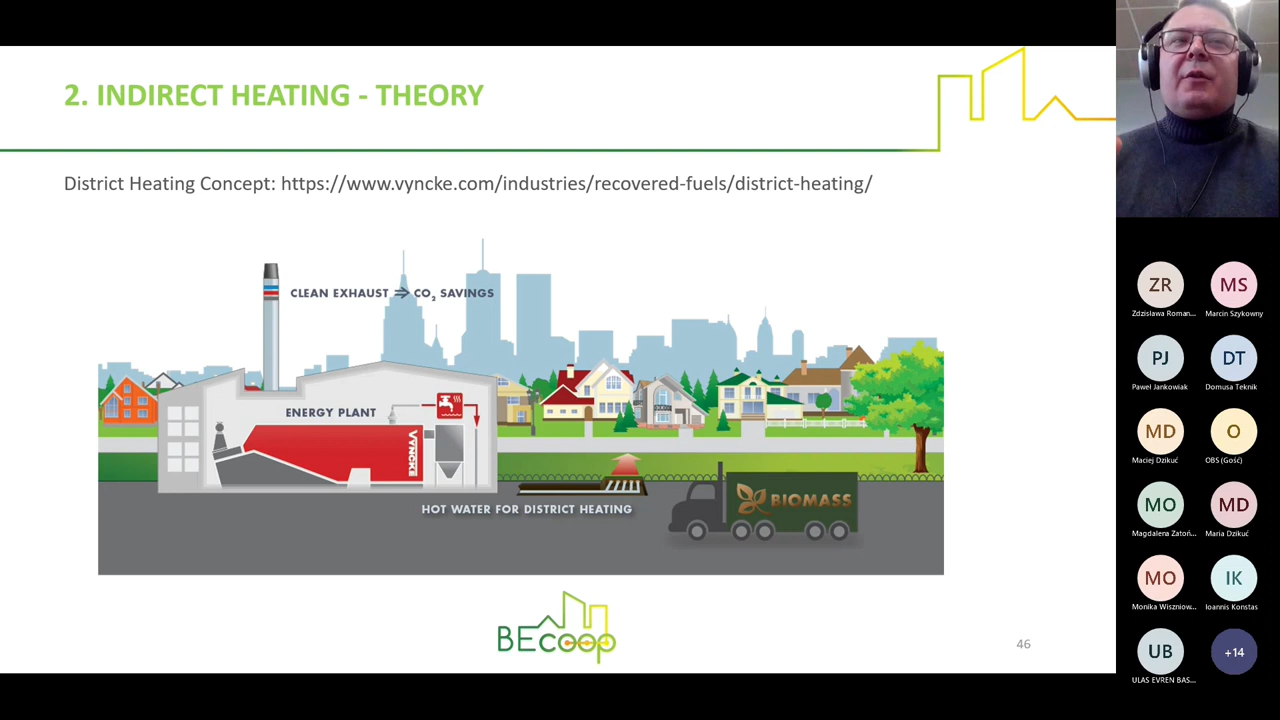 2. INDIRECT HEATING - THEORY
District Heating Concept: https://www.vyncke.com/industries/recovered-fuels/district-heating/
CLEAN EXHAUST ⇒ CO₂ SAVINGS
ENERGY PLANT
VYNCKE
HOT WATER FOR DISTRICT HEATING
BIOMASS
BEcoop
46
ZR
MS
Zdzisława Roman...
Marcin Szykowny
PJ
DT
Paweł Jankowiak
Domusa Teknik
MD
O
Maciej Dzikuć
OBS (Gość)
MO
MD
Magdalena Zatoń...
Maria Dzikuć
MO
IK
Monika Wiszniow...
Ioannis Konstas
UB
+14
ULAS EVREN BAS...